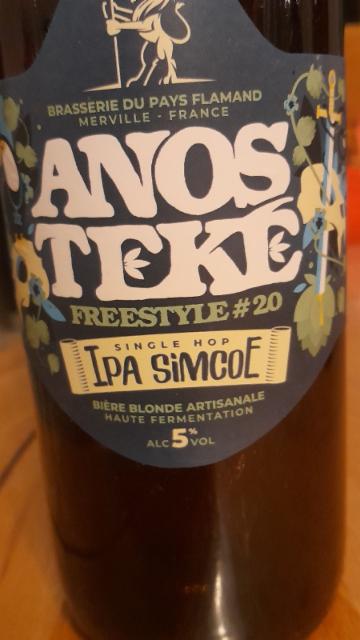 BRASSERIE DU PAYS FLAMAND
MERVILLE - FRANCE
ANOS
TEKÉ
FREESTYLE #20
SINGLE HOP
IPA SiMCOE
BIÈRE BLONDE ARTISANALE
HAUTE FERMENTATION
ALC 5% VOL